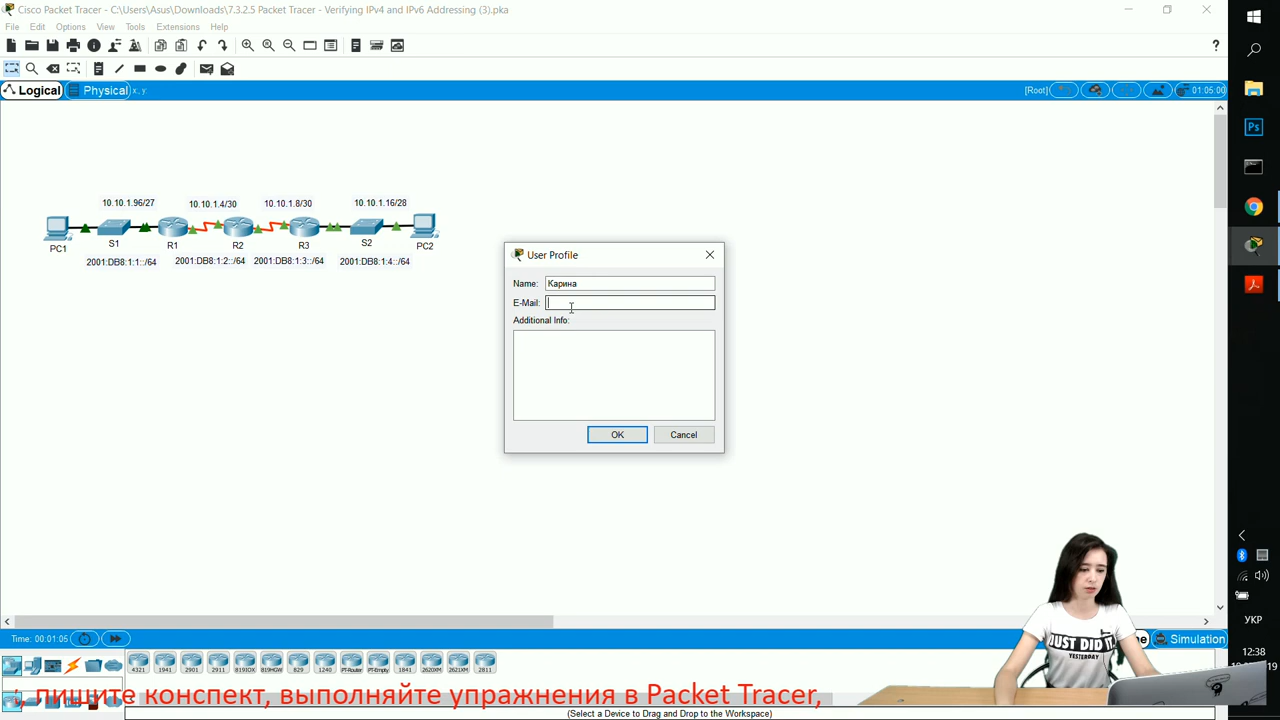 Cisco Packet Tracer - C:\Users\Asus\Downloads\7.3.2.5 Packet Tracer - Verifying IPv4 and IPv6 Addressing (3).pka
File Edit Options View Tools Extensions Help
?
Logical Physical x, y:
[Root] 01:05:00
Ps
10.10.1.96/27 10.10.1.4/30 10.10.1.8/30 10.10.1.16/28
PC1 S1 R1 R2 R3 S2 PC2
2001:DB8:1:1::/64 2001:DB8:1:2::/64 2001:DB8:1:3::/64 2001:DB8:1:4::/64
User Profile
Name: Карина
E-Mail:
Additional Info:
OK Cancel
УКР
12:38
JUST DID IT.
YESTERDAY
Time: 00:01:05
Simulation
4321 1941 2901 2911 819IOX 819HGW 829 1240 PT-Router PT-Empty 1841 2620XM 2621XM 2811
, пишите конспект, выполняйте упражнения в Packet Tracer,
(Select a Device to Drag and Drop to the Workspace)